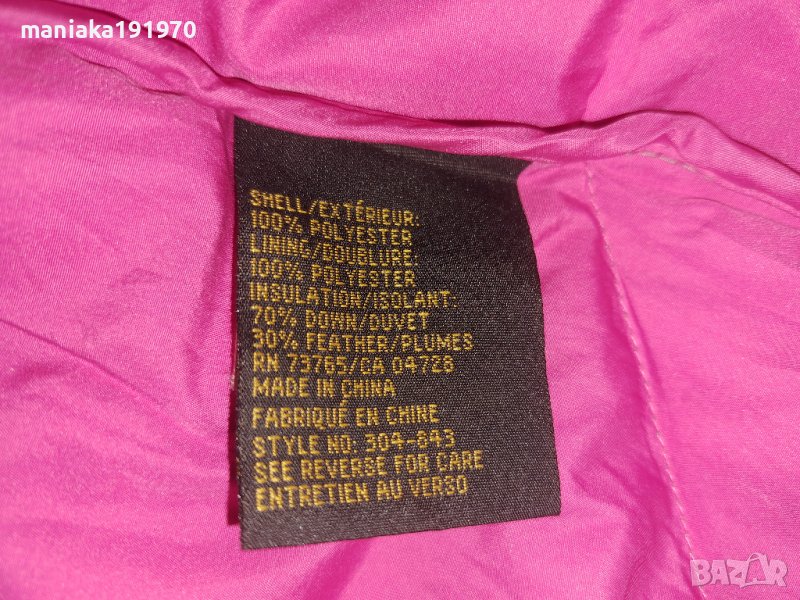 maniaka191970
SHELL/EXTÉRIEUR:
100% POLYESTER
LINING/DOUBLURE:
100% POLYESTER
INSULATION/ISOLANT:
70% DOWN/DUVET
30% FEATHER/PLUMES
RN 73765/CA 04728
MADE IN CHINA
FABRIQUÉ EN CHINE
STYLE NO. 304-843
SEE REVERSE FOR CARE
ENTRETIEN AU VERSO
BAZAR